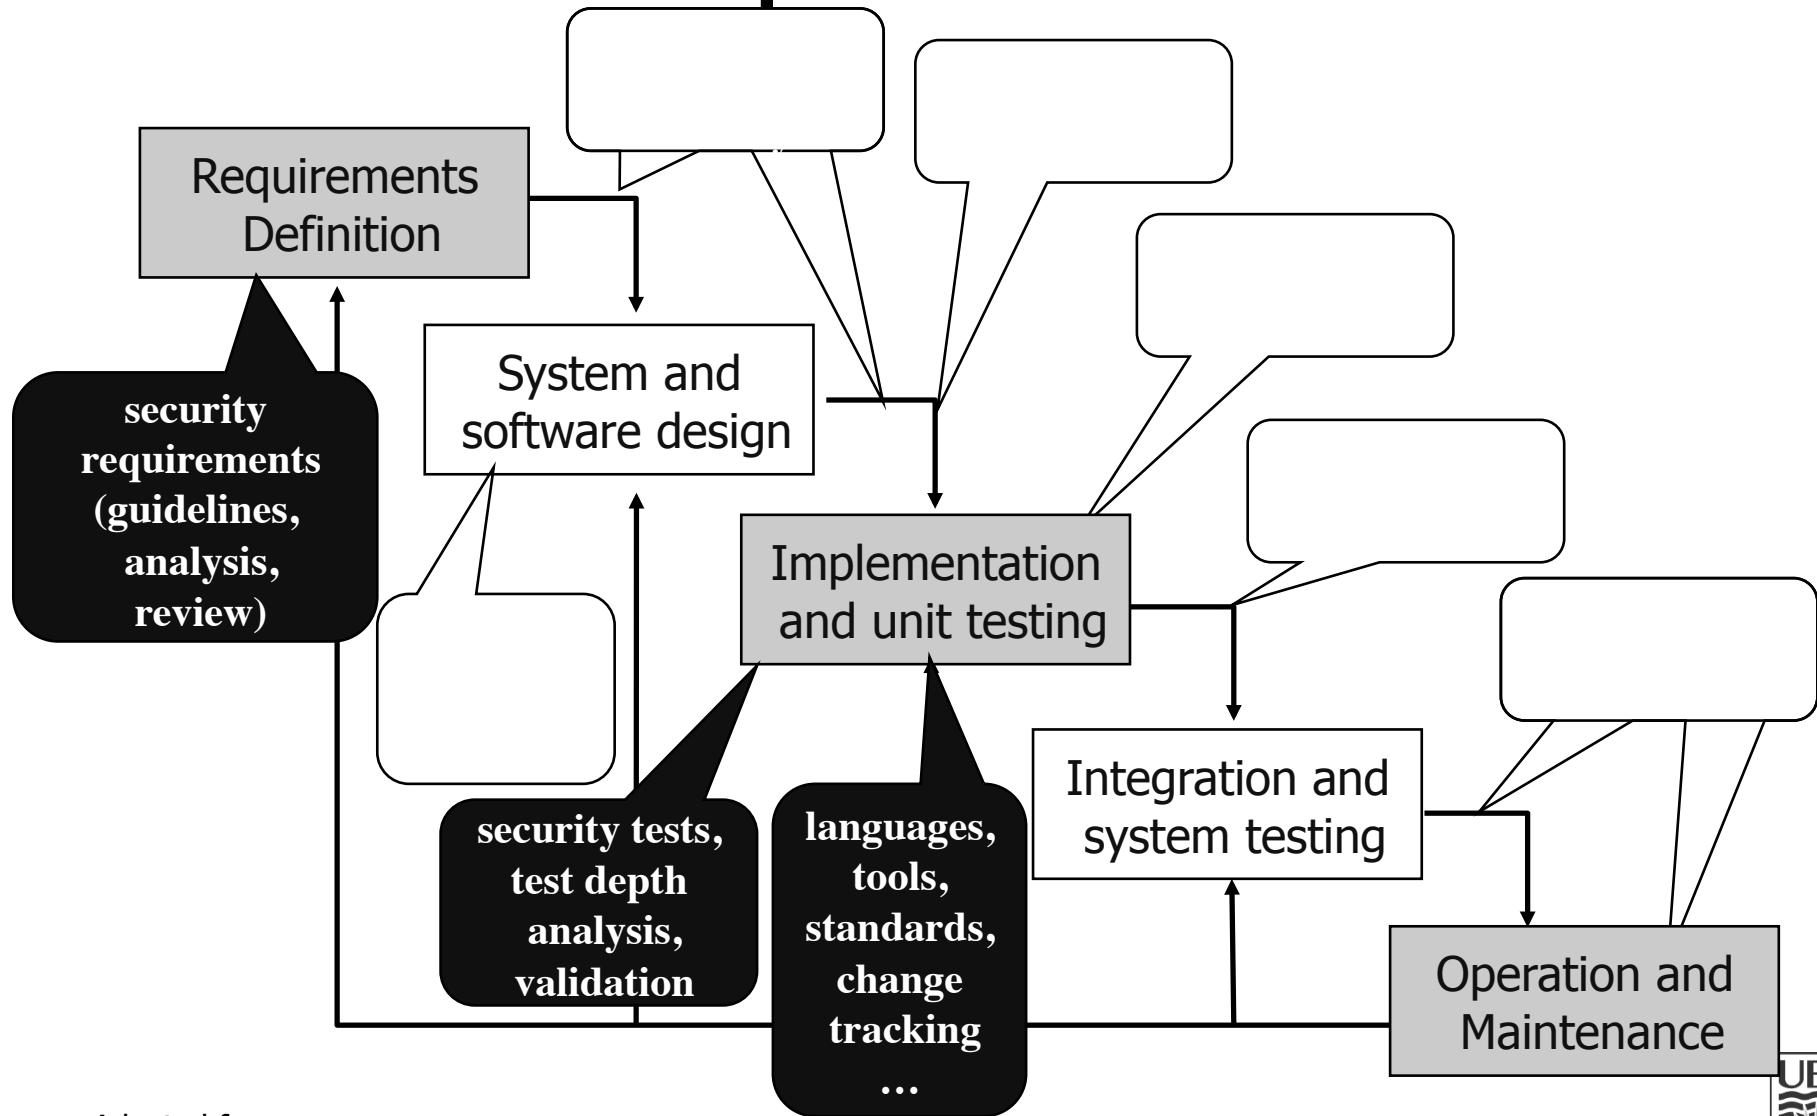 Requirements
Definition
security
requirements
(guidelines,
analysis,
review)
System and
software design
Implementation
and unit testing
security tests,
test depth
analysis,
validation
languages,
tools,
standards,
change
tracking
...
Integration and
system testing
Operation and
Maintenance